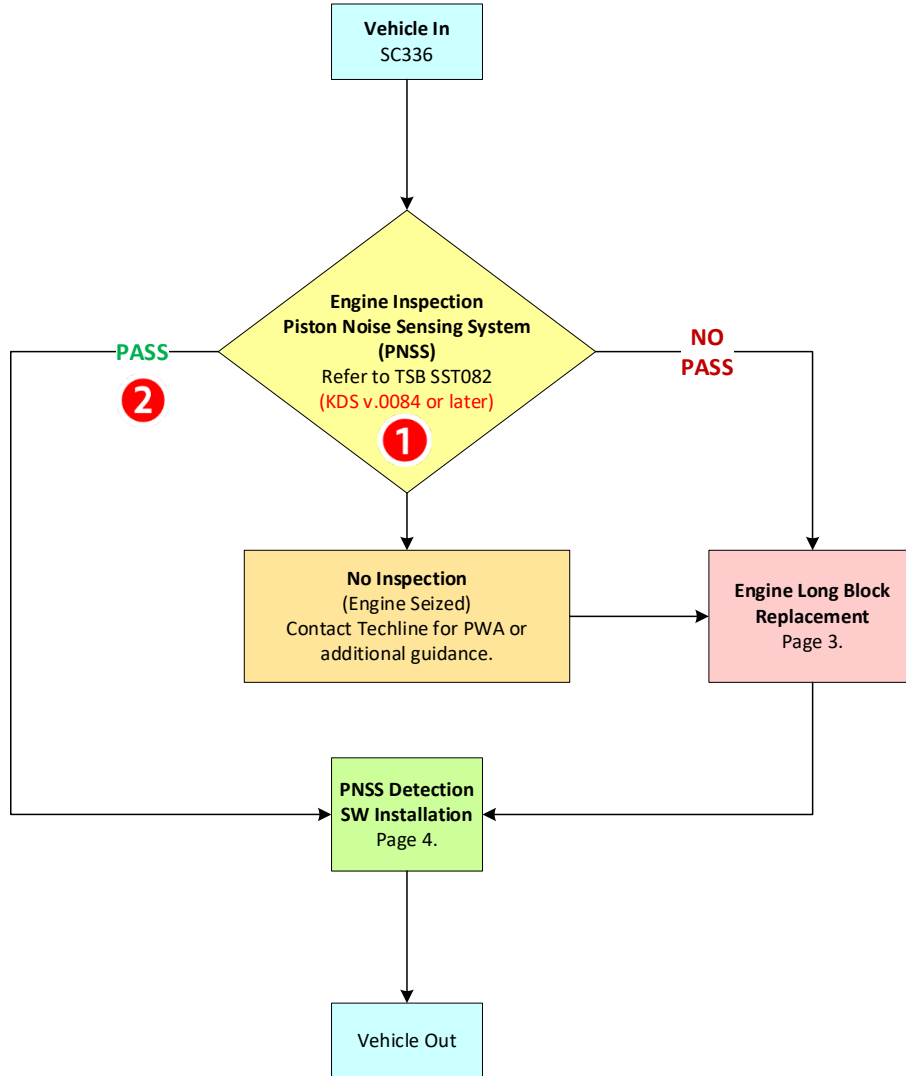 Vehicle In
SC336
Engine Inspection
Piston Noise Sensing System
(PNSS)
Refer to TSB SST082
(KDS v.0084 or later)
1
PASS
2
NO
PASS
No Inspection
(Engine Seized)
Contact Techline for PWA or
additional guidance.
Engine Long Block
Replacement
Page 3.
PNSS Detection
SW Installation
Page 4.
Vehicle Out